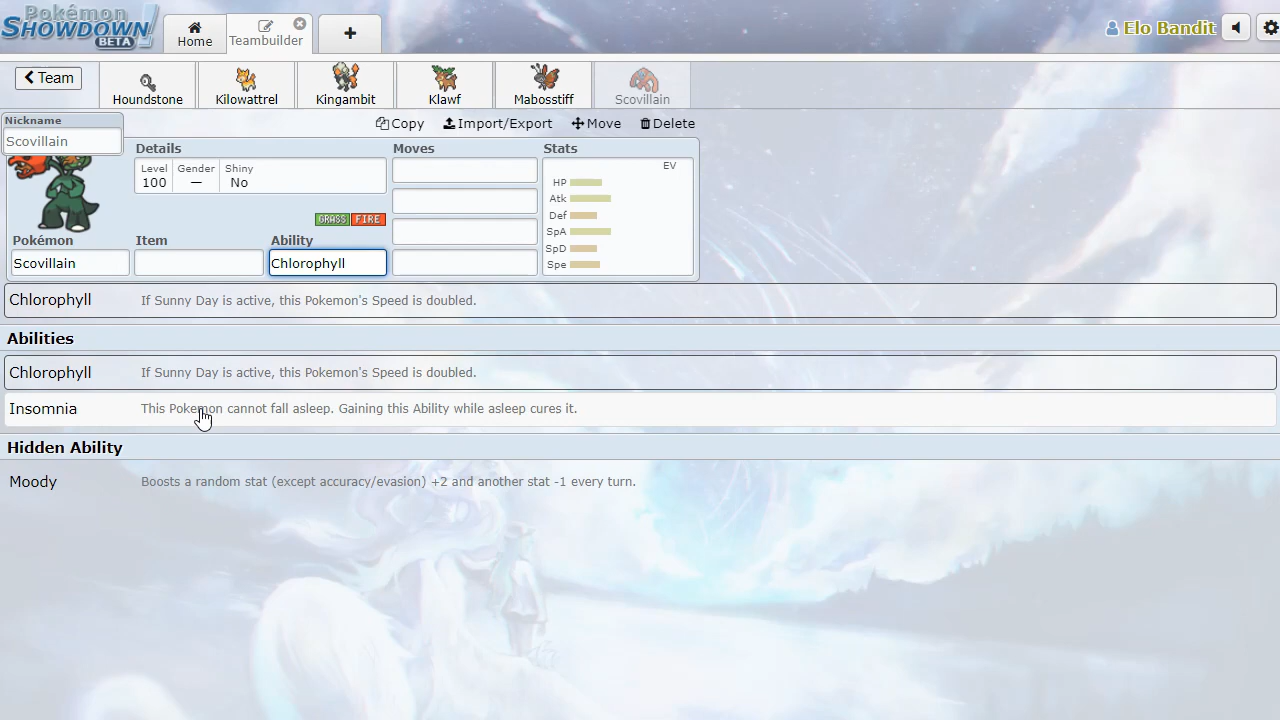 Pokémon
SHOWDOWN!
BETA
Home
Teambuilder
+
Elo Bandit
Team
Houndstone
Kilowattrel
Kingambit
Klawf
Mabosstiff
Scovillain
Nickname
Scovillain
Copy
Import/Export
Move
Delete
Details
Level
Gender
Shiny
100
—
No
GRASS FIRE
Pokémon
Scovillain
Item
Ability
Chlorophyll
Moves
Stats
EV
HP
Atk
Def
SpA
SpD
Spe
Chlorophyll If Sunny Day is active, this Pokemon's Speed is doubled.
Abilities
Chlorophyll If Sunny Day is active, this Pokemon's Speed is doubled.
Insomnia This Pokemon cannot fall asleep. Gaining this Ability while asleep cures it.
Hidden Ability
Moody Boosts a random stat (except accuracy/evasion) +2 and another stat -1 every turn.